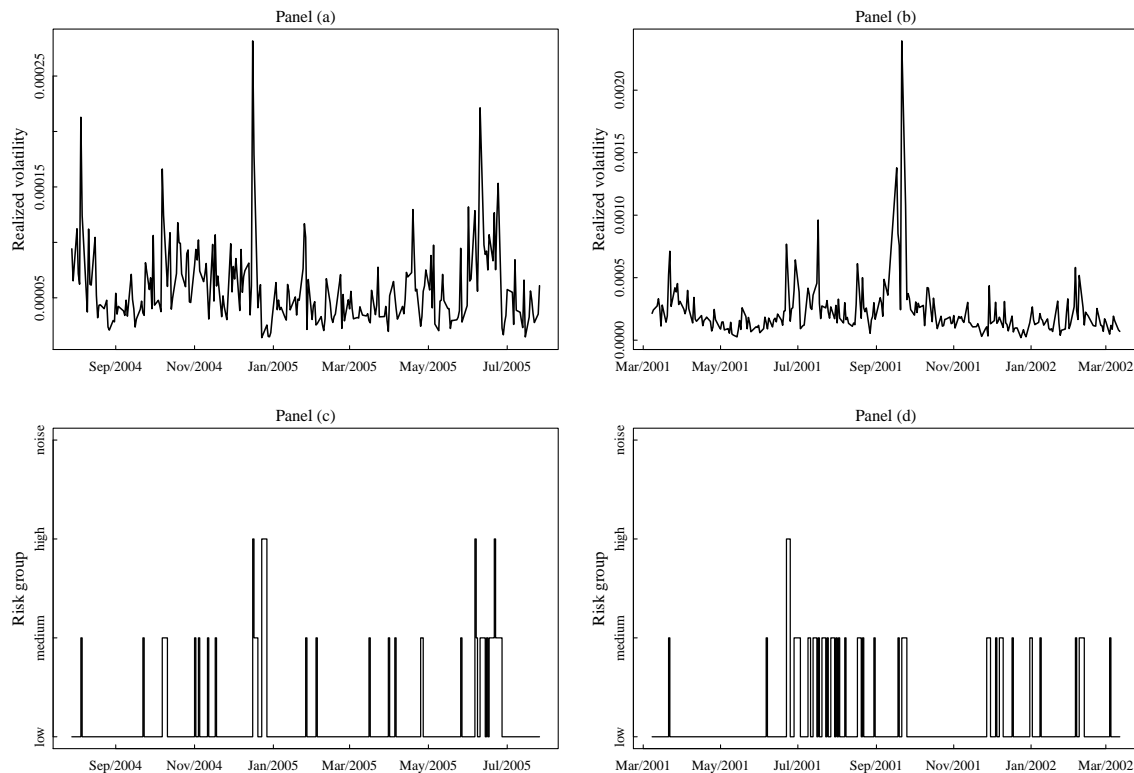 Panel (a)
Realized volatility
0.00005
0.00015
0.00025
Sep/2004 Nov/2004 Jan/2005 Mar/2005 May/2005 Jul/2005
Panel (b)
Realized volatility
0.0000
0.0005
0.0010
0.0015
0.0020
Mar/2001 May/2001 Jul/2001 Sep/2001 Nov/2001 Jan/2002 Mar/2002
Panel (c)
Risk group
low
medium
high
noise
Sep/2004 Nov/2004 Jan/2005 Mar/2005 May/2005 Jul/2005
Panel (d)
Risk group
low
medium
high
noise
Mar/2001 May/2001 Jul/2001 Sep/2001 Nov/2001 Jan/2002 Mar/2002